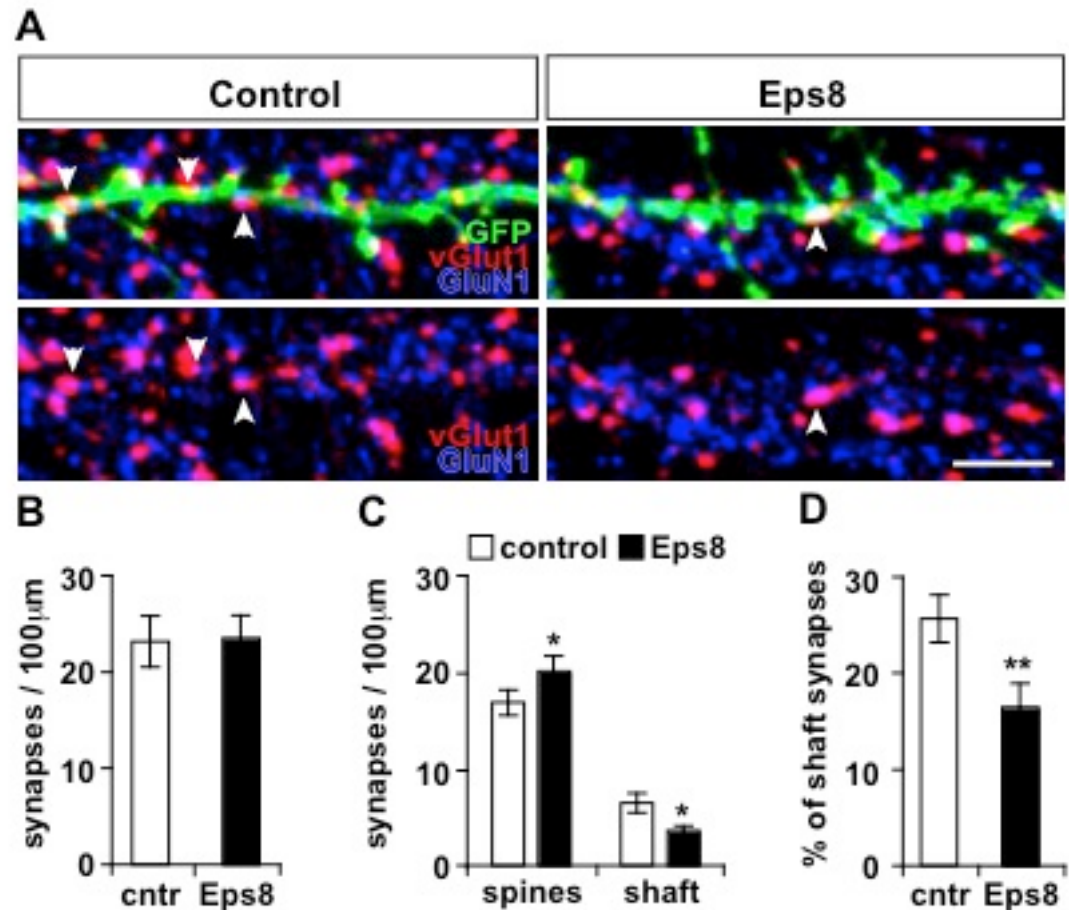 A
Control Eps8
GFP
vGlut1
GluN1
vGlut1
GluN1
B
synapses / 100µm
30
20
10
0
cntr Eps8
C
control Eps8
synapses / 100µm
30
20
10
0
*
*
spines shaft
D
% of shaft synapses
30
20
10
0
**
cntr Eps8